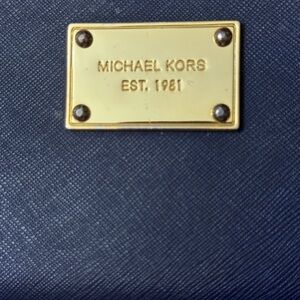 MICHAEL KORS
EST. 1981